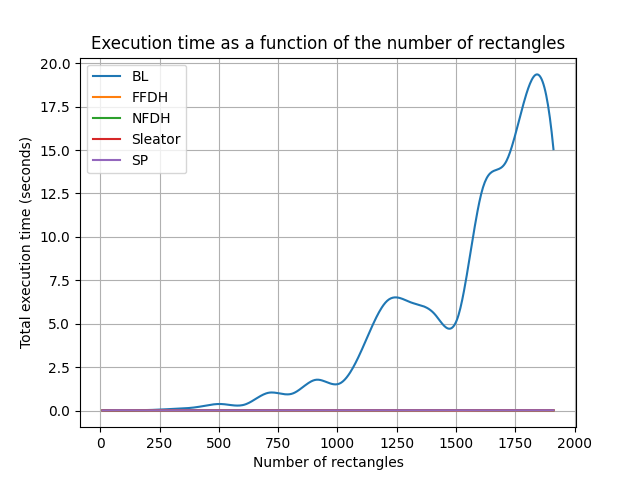 Execution time as a function of the number of rectangles
BL
FFDH
NFDH
Sleator
SP
Total execution time (seconds)
20.0
17.5
15.0
12.5
10.0
7.5
5.0
2.5
0.0
0 250 500 750 1000 1250 1500 1750 2000
Number of rectangles